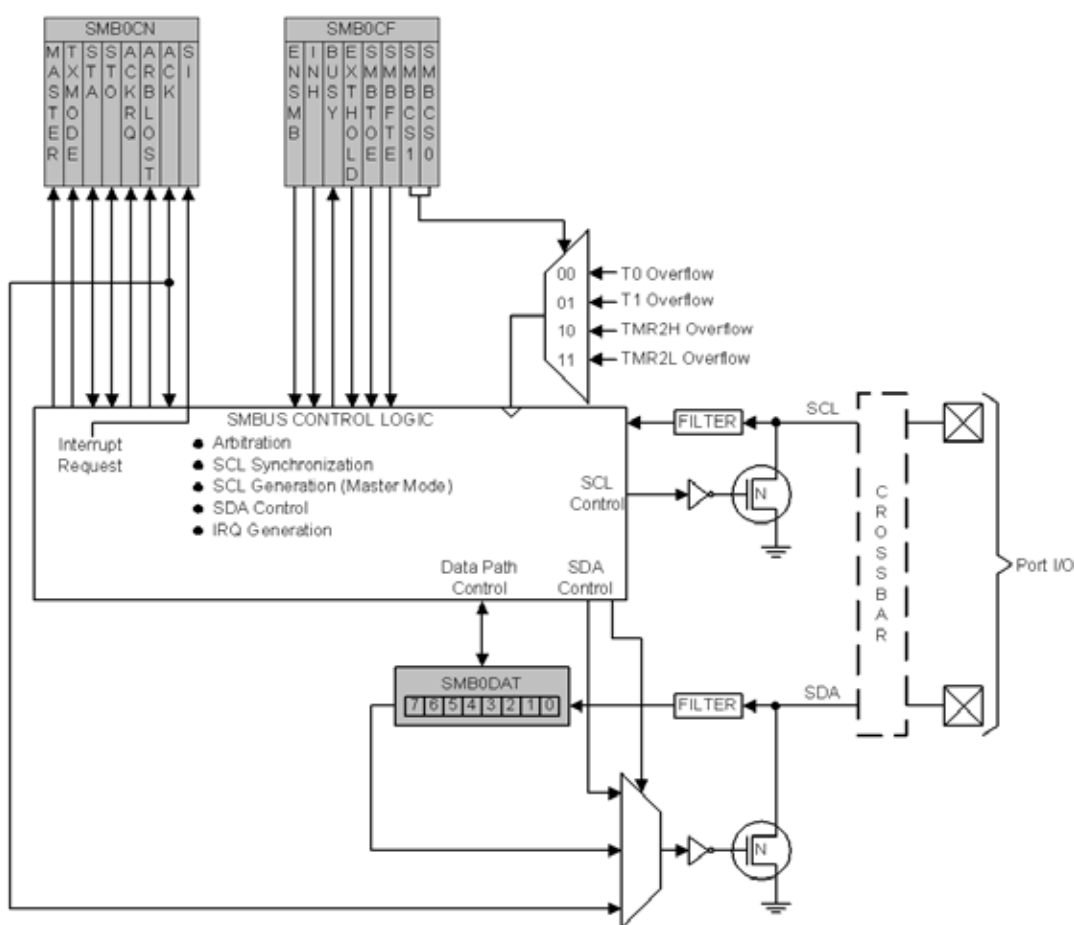 SMB0CN
MASTER
TXMODE
STA
STO
ACKRQ
ARBLOST
ACK
SI
SMB0CF
ENSMB
INH
BUSY
EXTHOLD
SMBTOE
SMBFTE
SMBCS1
SMBCS0
00
T0 Overflow
01
T1 Overflow
10
TMR2H Overflow
11
TMR2L Overflow
SMBUS CONTROL LOGIC
Interrupt
Request
● Arbitration
● SCL Synchronization
● SCL Generation (Master Mode)
● SDA Control
● IRQ Generation
SCL
Control
Data Path
Control
SDA
Control
FILTER
SCL
N
CROSSBAR
Port I/O
SMB0DAT
7 6 5 4 3 2 1 0
FILTER
SDA
N